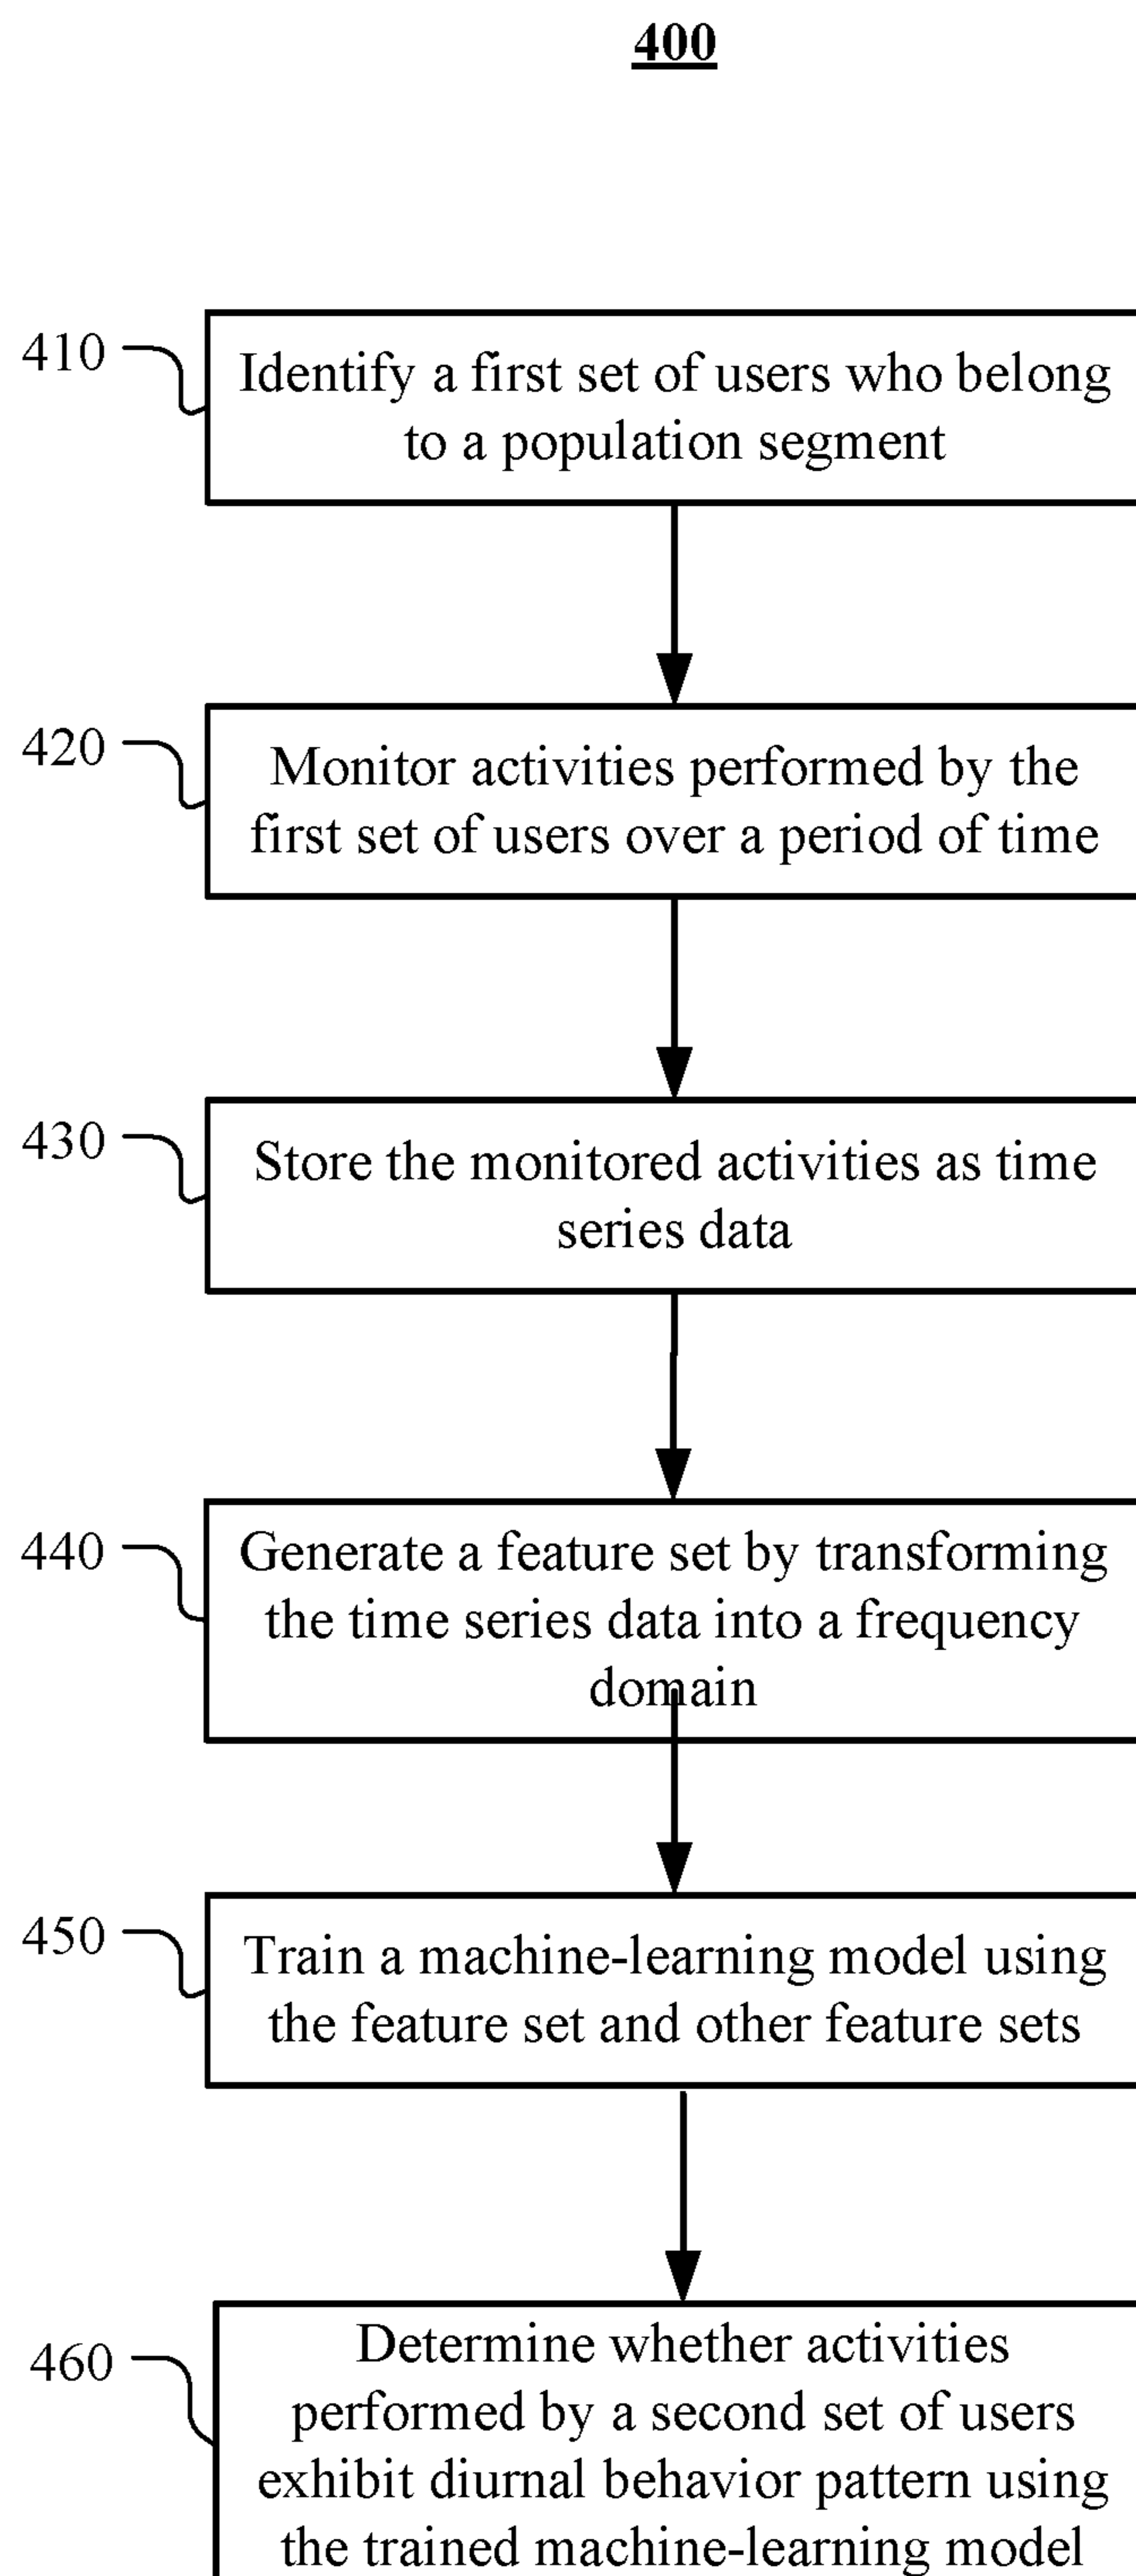 400
410
Identify a first set of users who belong
to a population segment
420
Monitor activities performed by the
first set of users over a period of time
430
Store the monitored activities as time
series data
440
Generate a feature set by transforming
the time series data into a frequency
domain
450
Train a machine-learning model using
the feature set and other feature sets
460
Determine whether activities
performed by a second set of users
exhibit diurnal behavior pattern using
the trained machine-learning model